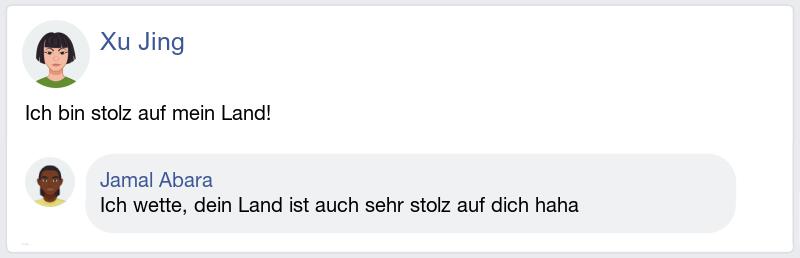 Xu Jing
Ich bin stolz auf mein Land!
Jamal Abara
Ich wette, dein Land ist auch sehr stolz auf dich haha